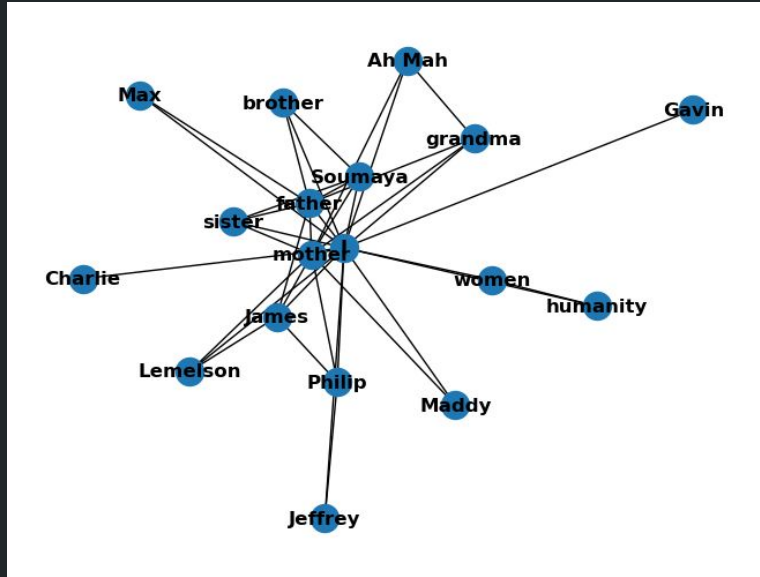 Ah Mah
Max
brother
Gavin
grandma
Soumaya
father
sister
mother
I
Charlie
women
humanity
James
Lemelson
Philip
Maddy
Jeffrey